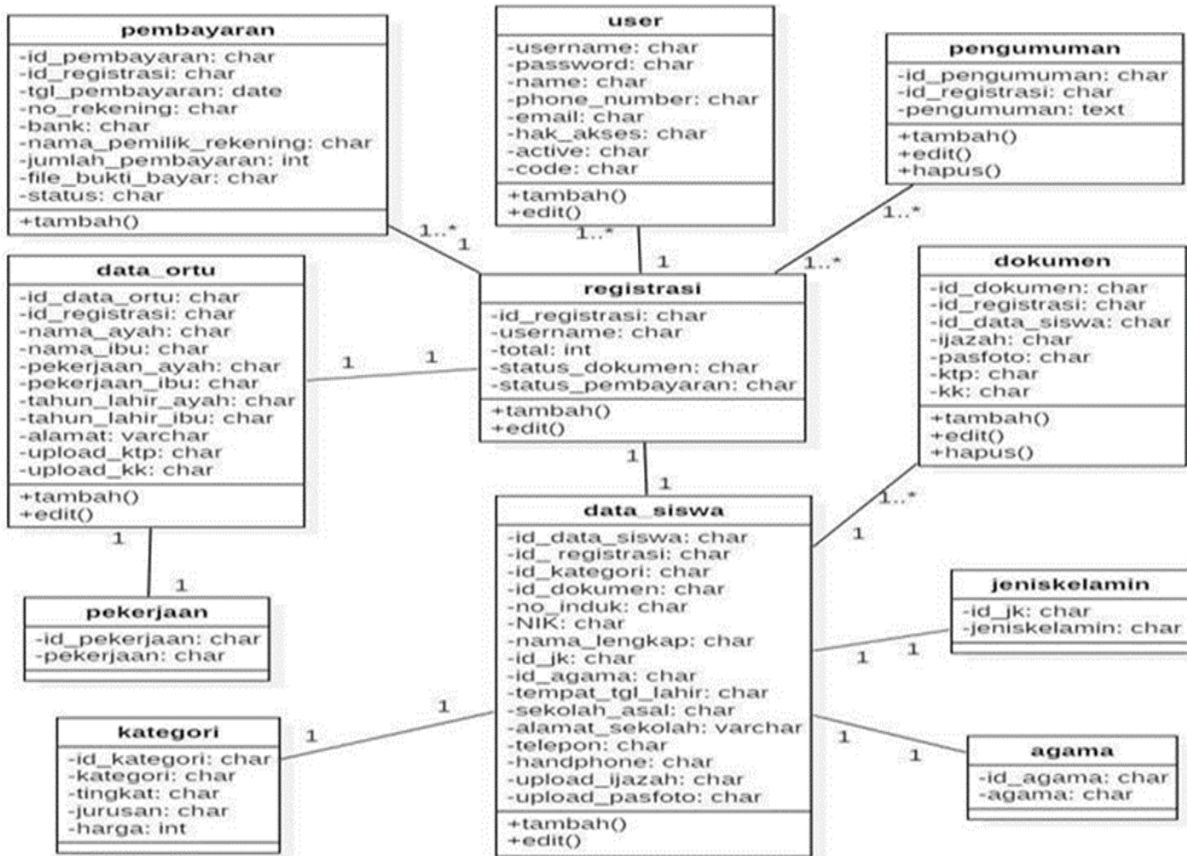 pembayaran
-id_pembayaran: char
-id_registrasi: char
-tgl_pembayaran: date
-no_rekening: char
-bank: char
-nama_pemilik_rekening: char
-jumlah_pembayaran: int
-file_bukti_bayar: char
-status: char
+tambah()
user
-username: char
-password: char
-name: char
-phone_number: char
-email: char
-hak_akses: char
-active: char
-code: char
+tambah()
+edit()
pengumuman
-id_pengumuman: char
-id_registrasi: char
-pengumuman: text
+tambah()
+edit()
+hapus()
1..*
1
1..*
1
1..*
1..*
data_ortu
-id_data_ortu: char
-id_registrasi: char
-nama_ayah: char
-nama_ibu: char
-pekerjaan_ayah: char
-pekerjaan_ibu: char
-tahun_lahir_ayah: char
-tahun_lahir_ibu: char
-alamat: varchar
-upload_ktp: char
-upload_kk: char
+tambah()
+edit()
1
1
registrasi
-id_registrasi: char
-username: char
-total: int
-status_dokumen: char
-status_pembayaran: char
+tambah()
+edit()
dokumen
-id_dokumen: char
-id_registrasi: char
-id_data_siswa: char
-ijazah: char
-pasfoto: char
-ktp: char
-kk: char
+tambah()
+edit()
+hapus()
1
1
1..*
1
1
1
pekerjaan
-id_pekerjaan: char
-pekerjaan: char
data_siswa
-id_data_siswa: char
-id_ registrasi: char
-id_kategori: char
-id_dokumen: char
-no_induk: char
-NIK: char
-nama_lengkap: char
-id_jk: char
-id_agama: char
-tempat_tgl_lahir: char
-sekolah_asal: char
-alamat_sekolah: varchar
-telepon: char
-handphone: char
-upload_ijazah: char
-upload_pasfoto: char
+tambah()
+edit()
jeniskelamin
-id_jk: char
-jeniskelamin: char
1
1
1
1
kategori
-id_kategori: char
-kategori: char
-tingkat: char
-jurusan: char
-harga: int
1
1
agama
-id_agama: char
-agama: char